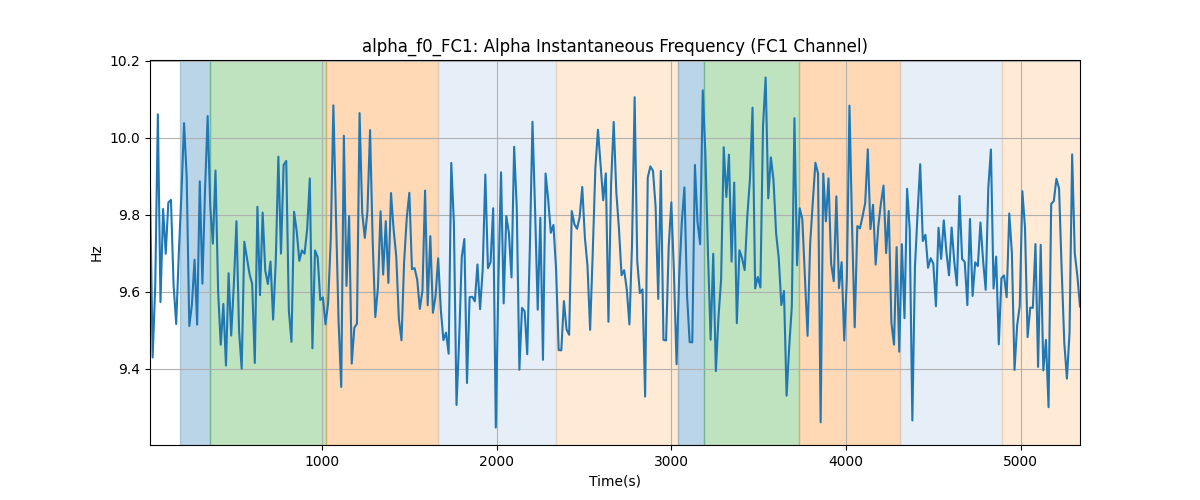 alpha_f0_FC1: Alpha Instantaneous Frequency (FC1 Channel)
10.2
10.0
9.8
9.6
9.4
Hz
1000 2000 3000 4000 5000
Time(s)